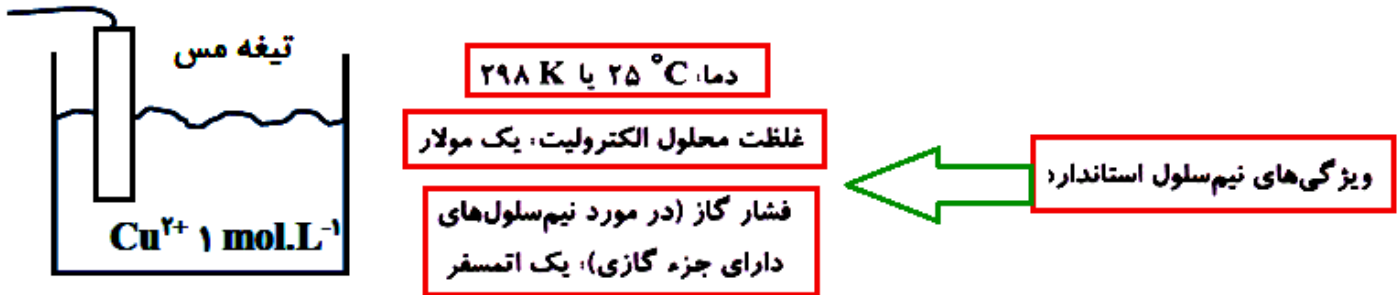 ویژگی‌های نیم‌سلول استاندارد
دما: ۲۵ °C یا ۲۹۸ K
غلظت محلول الکترولیت: یک مولار
فشار گاز (در مورد نیم‌سلول‌های
دارای جزء گازی): یک اتمسفر
تیغه مس
Cu²⁺ ۱ mol.L⁻¹